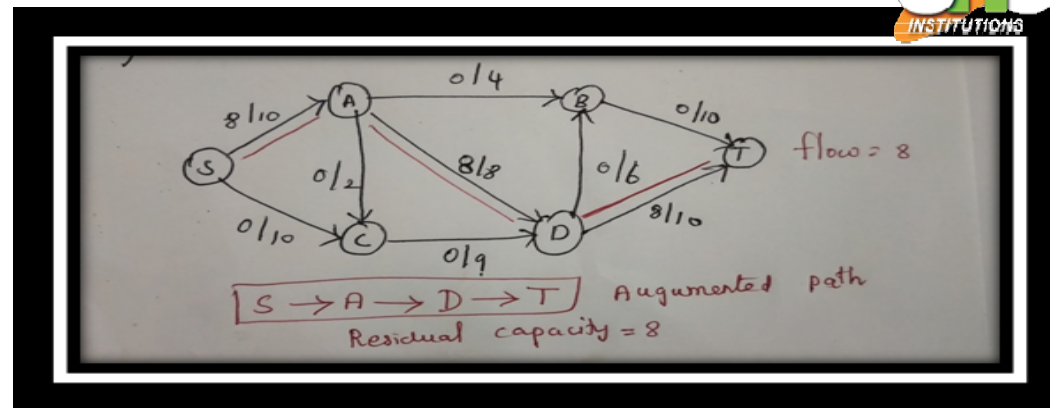 INSTITUTIONS
0/4
A
B
8/10
0/10
S
8/8
0/6
T
flow = 8
0/2
0/10
C
D
8/10
0/9
S → A → D → T Augumented path
Residual capacity = 8